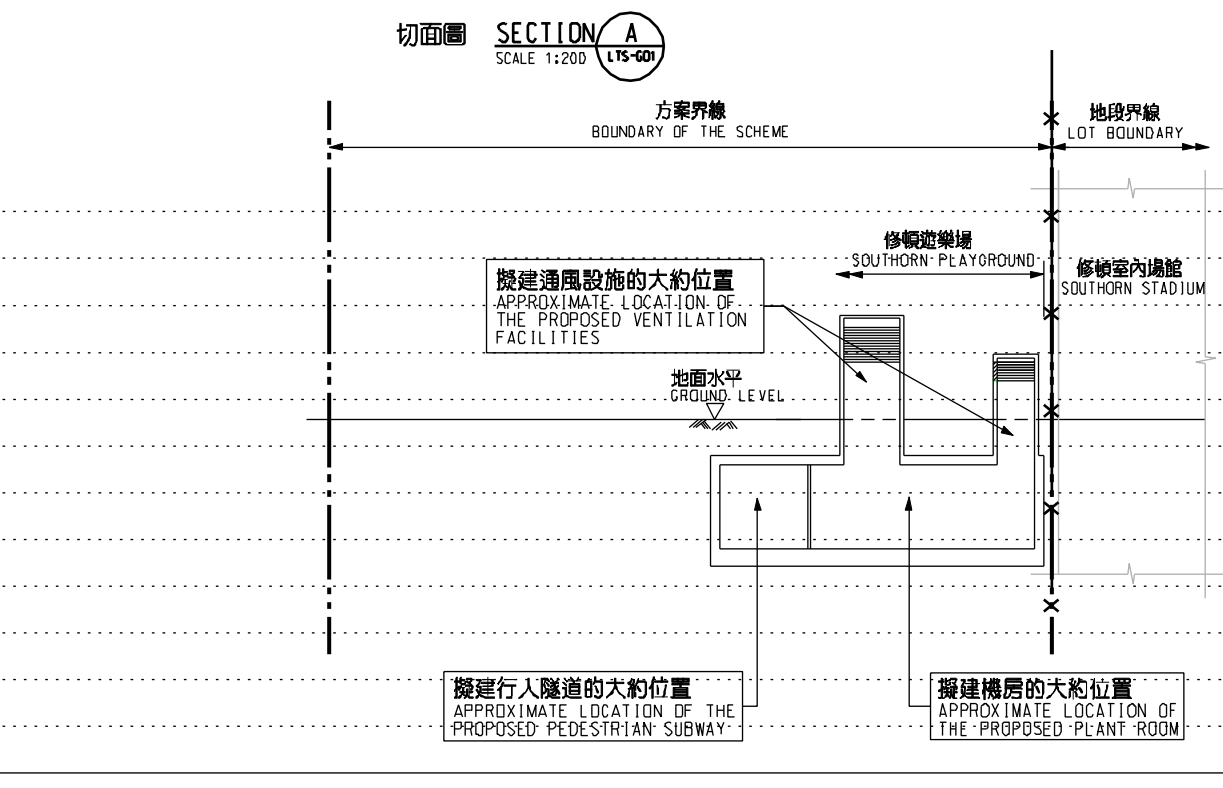 切面圖
SECTION A
SCALE 1:200 LTS-G01
方案界線
BOUNDARY OF THE SCHEME
地段界線
LOT BOUNDARY
修頓遊樂場
SOUTHORN PLAYGROUND
修頓室內場館
SOUTHORN STADIUM
擬建通風設施的大約位置
APPROXIMATE LOCATION OF
THE PROPOSED VENTILATION
FACILITIES
地面水平
GROUND LEVEL
擬建行人隧道的大約位置
APPROXIMATE LOCATION OF THE
PROPOSED PEDESTRIAN SUBWAY
擬建機房的大約位置
APPROXIMATE LOCATION OF
THE PROPOSED PLANT ROOM